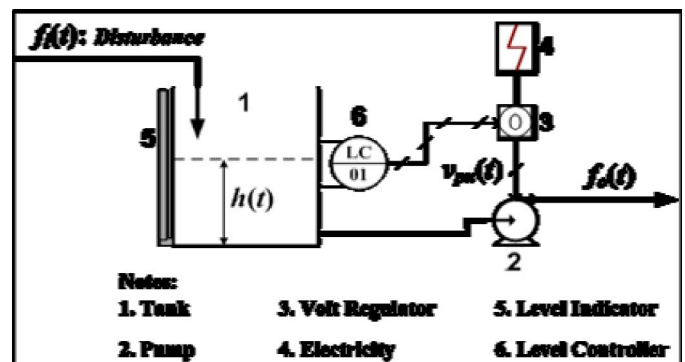 fi(t): Disturbance
1
4
6
5
3
LC
01
vpu(t)
fo(t)
h(t)
2
Notes:
1. Tank 3. Volt Regulator 5. Level Indicator
2. Pump 4. Electricity 6. Level Controller